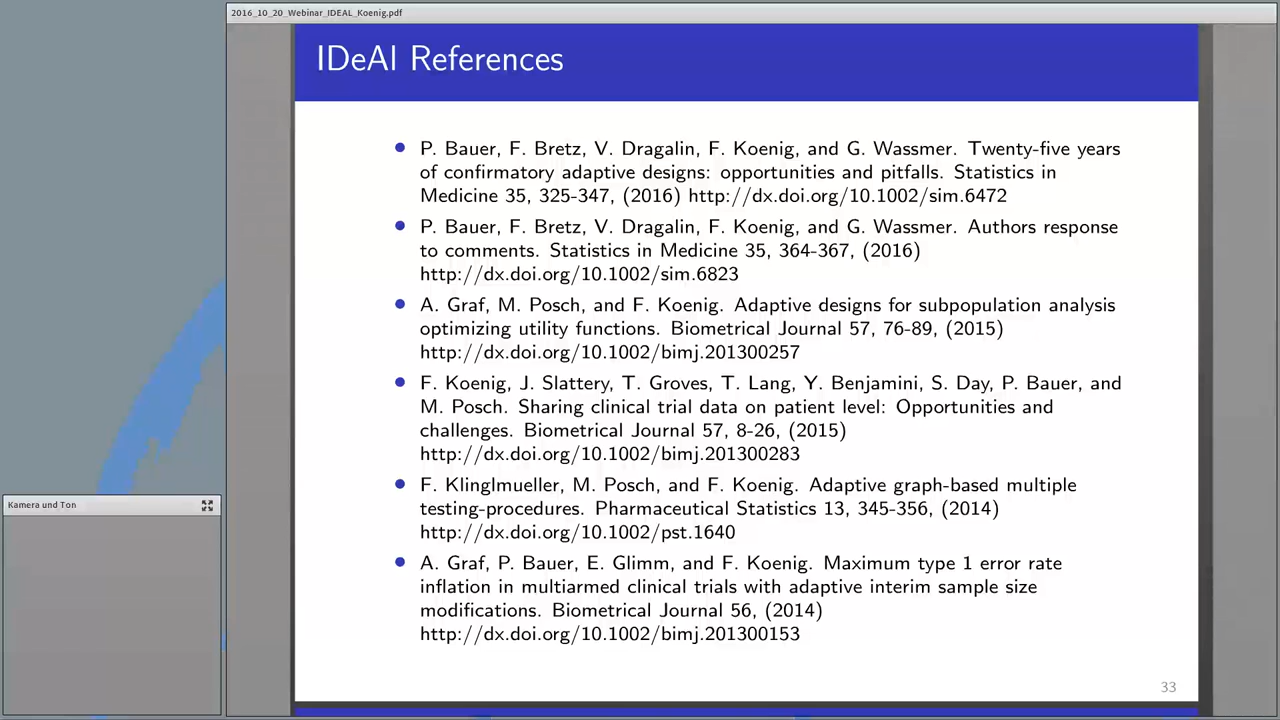 2016_10_20_Webinar_IDEAL_Koenig.pdf
IDeAl References
P. Bauer, F. Bretz, V. Dragalin, F. Koenig, and G. Wassmer. Twenty-five years
of confirmatory adaptive designs: opportunities and pitfalls. Statistics in
Medicine 35, 325-347, (2016) http://dx.doi.org/10.1002/sim.6472
P. Bauer, F. Bretz, V. Dragalin, F. Koenig, and G. Wassmer. Authors response
to comments. Statistics in Medicine 35, 364-367, (2016)
http://dx.doi.org/10.1002/sim.6823
A. Graf, M. Posch, and F. Koenig. Adaptive designs for subpopulation analysis
optimizing utility functions. Biometrical Journal 57, 76-89, (2015)
http://dx.doi.org/10.1002/bimj.201300257
F. Koenig, J. Slattery, T. Groves, T. Lang, Y. Benjamini, S. Day, P. Bauer, and
M. Posch. Sharing clinical trial data on patient level: Opportunities and
challenges. Biometrical Journal 57, 8-26, (2015)
http://dx.doi.org/10.1002/bimj.201300283
F. Klinglmueller, M. Posch, and F. Koenig. Adaptive graph-based multiple
testing-procedures. Pharmaceutical Statistics 13, 345-356, (2014)
http://dx.doi.org/10.1002/pst.1640
A. Graf, P. Bauer, E. Glimm, and F. Koenig. Maximum type 1 error rate
inflation in multiarmed clinical trials with adaptive interim sample size
modifications. Biometrical Journal 56, (2014)
http://dx.doi.org/10.1002/bimj.201300153
33
Kamera und Ton